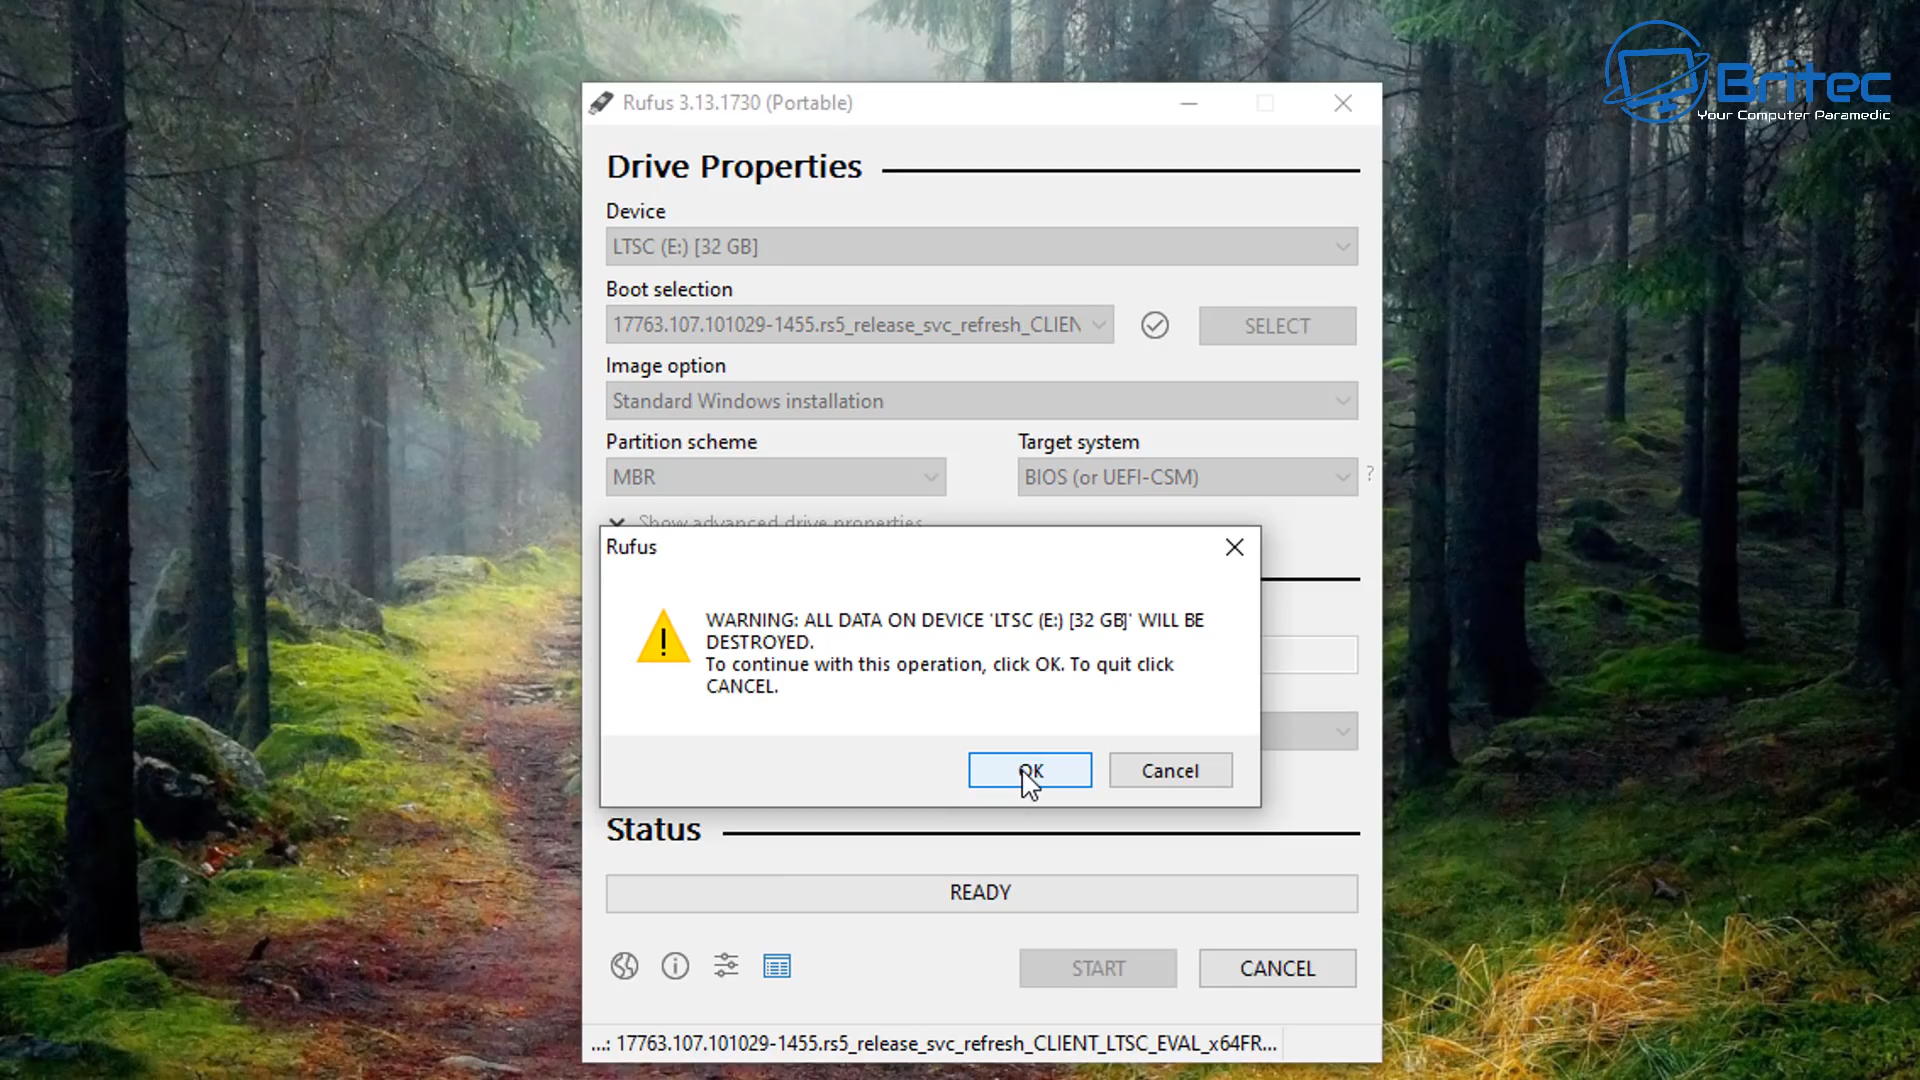 Britec
Your Computer Paramedic
Rufus 3.13.1730 (Portable)
Drive Properties
Device
LTSC (E:) [32 GB]
Boot selection
17763.107.101029-1455.rs5_release_svc_refresh_CLIEN
SELECT
Image option
Standard Windows installation
Partition scheme
Target system
MBR
BIOS (or UEFI-CSM)
?
Show advanced drive properties
Rufus
WARNING: ALL DATA ON DEVICE 'LTSC (E:) [32 GB]' WILL BE
DESTROYED.
To continue with this operation, click OK. To quit click
CANCEL.
OK
Cancel
Status
READY
START
CANCEL
...: 17763.107.101029-1455.rs5_release_svc_refresh_CLIENT_LTSC_EVAL_x64FR...